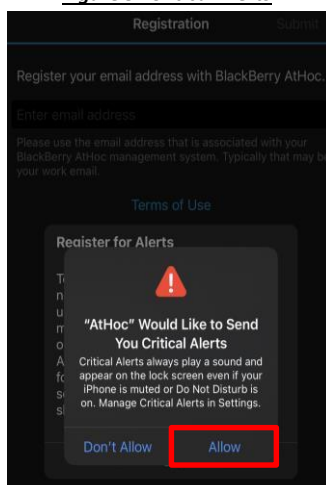 Registration Submit
Register your email address with BlackBerry AtHoc.
Enter email address
Please use the email address that is associated with your
BlackBerry AtHoc management system. Typically that may be
your work email.
Terms of Use
Register for Alerts
"AtHoc" Would Like to Send
You Critical Alerts
Critical Alerts always play a sound and
appear on the lock screen even if your
iPhone is muted or Do Not Disturb is
on. Manage Critical Alerts in Settings.
Don't Allow Allow